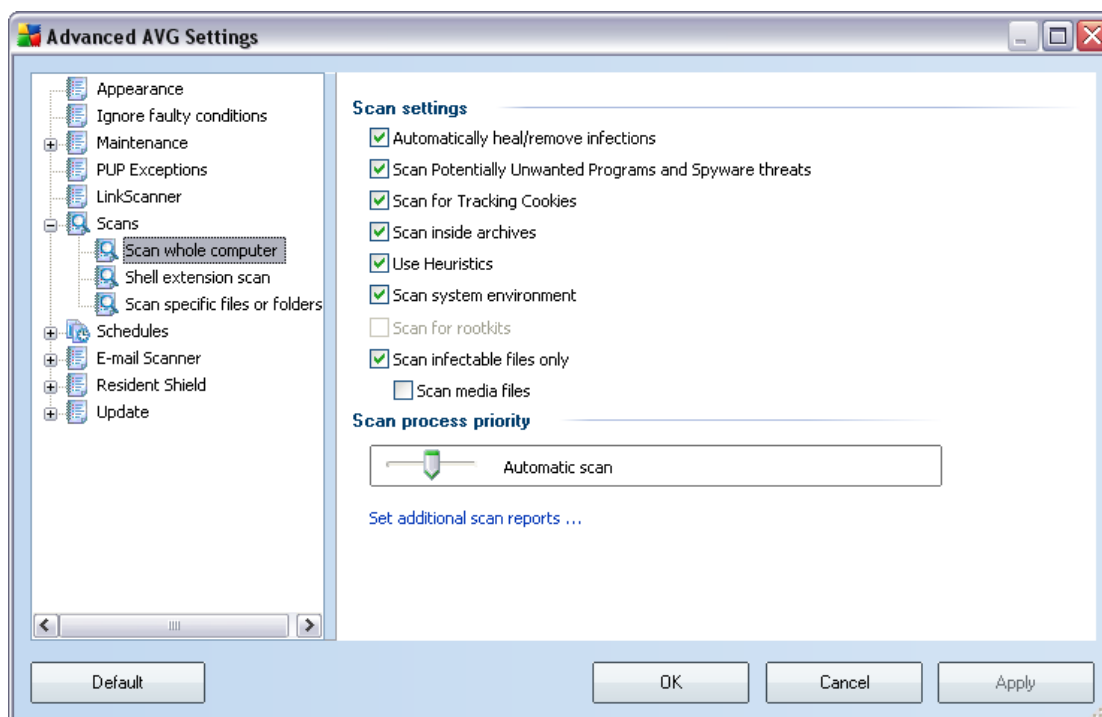 Advanced AVG Settings
Appearance
Ignore faulty conditions
Maintenance
PUP Exceptions
LinkScanner
Scans
Scan whole computer
Shell extension scan
Scan specific files or folders
Schedules
E-mail Scanner
Resident Shield
Update
Scan settings
Automatically heal/remove infections
Scan Potentially Unwanted Programs and Spyware threats
Scan for Tracking Cookies
Scan inside archives
Use Heuristics
Scan system environment
Scan for rootkits
Scan infectable files only
Scan media files
Scan process priority
Automatic scan
Set additional scan reports ...
Default
OK
Cancel
Apply